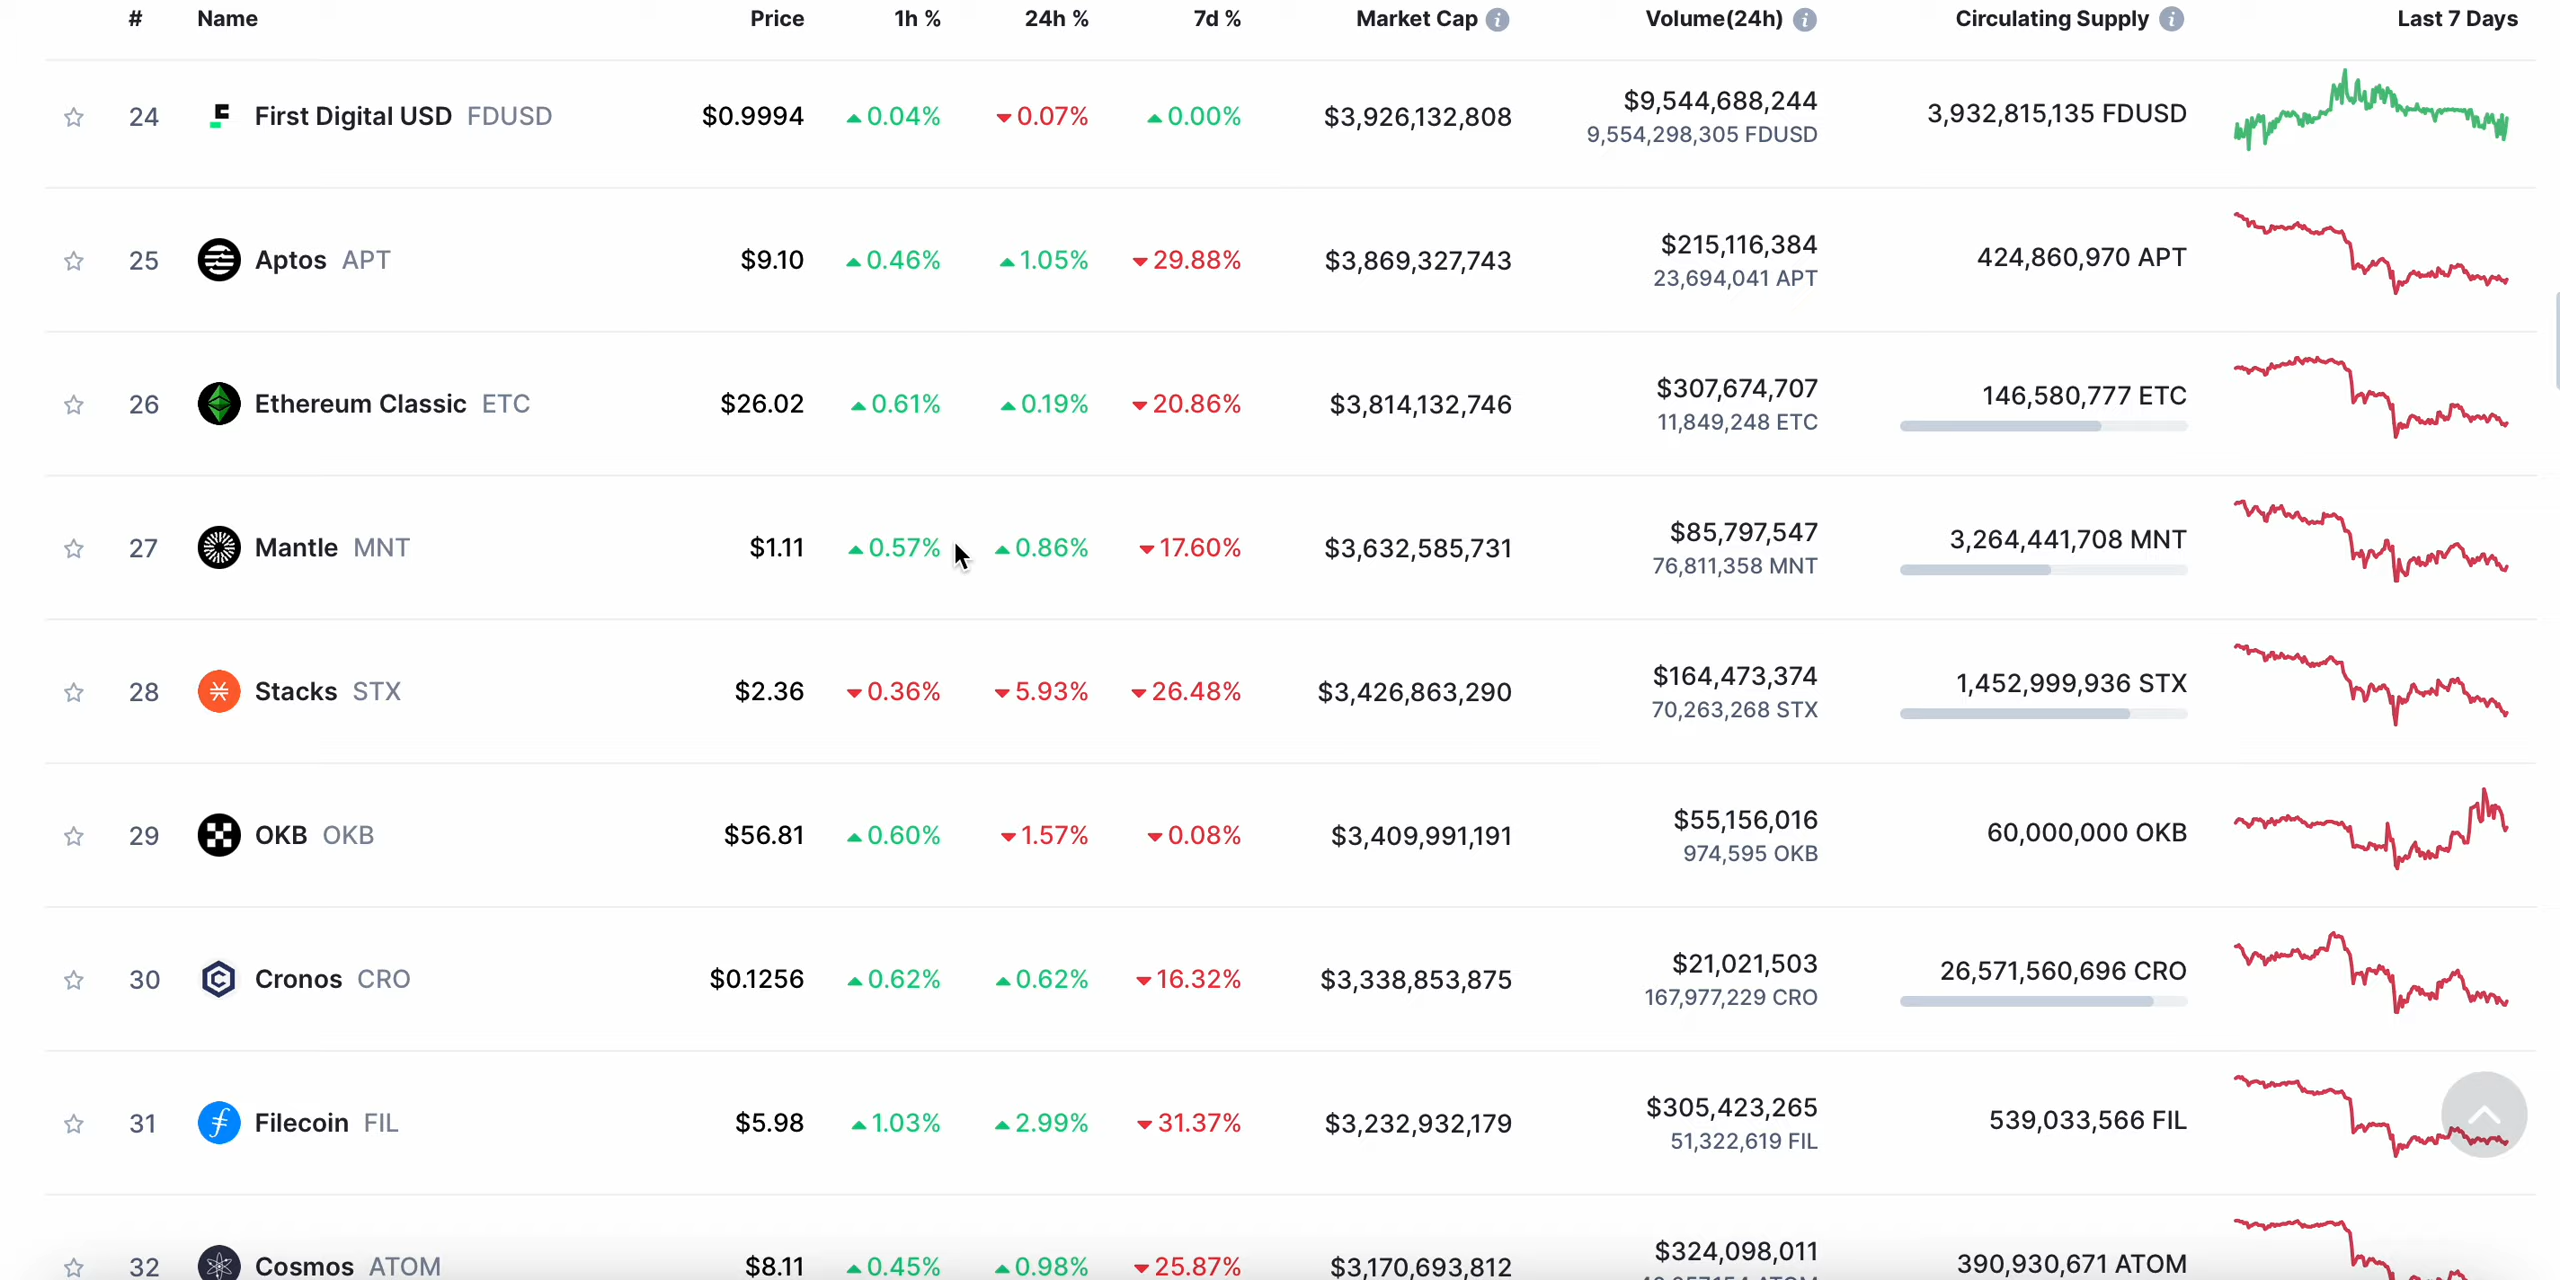 # Name Price 1h % 24h % 7d % Market Cap Volume(24h) Circulating Supply Last 7 Days
24 First Digital USD FDUSD $0.9994 0.04% 0.07% 0.00% $3,926,132,808 $9,544,688,244 3,932,815,135 FDUSD
9,554,298,305 FDUSD
25 Aptos APT $9.10 0.46% 1.05% 29.88% $3,869,327,743 $215,116,384 424,860,970 APT
23,694,041 APT
26 Ethereum Classic ETC $26.02 0.61% 0.19% 20.86% $3,814,132,746 $307,674,707 146,580,777 ETC
11,849,248 ETC
27 Mantle MNT $1.11 0.57% 0.86% 17.60% $3,632,585,731 $85,797,547 3,264,441,708 MNT
76,811,358 MNT
28 Stacks STX $2.36 0.36% 5.93% 26.48% $3,426,863,290 $164,473,374 1,452,999,936 STX
70,263,268 STX
29 OKB OKB $56.81 0.60% 1.57% 0.08% $3,409,991,191 $55,156,016 60,000,000 OKB
974,595 OKB
30 Cronos CRO $0.1256 0.62% 0.62% 16.32% $3,338,853,875 $21,021,503 26,571,560,696 CRO
167,977,229 CRO
31 Filecoin FIL $5.98 1.03% 2.99% 31.37% $3,232,932,179 $305,423,265 539,033,566 FIL
51,322,619 FIL
32 Cosmos ATOM $8.11 0.45% 0.98% 25.87% $3,170,693,812 $324,098,011 390,930,671 ATOM